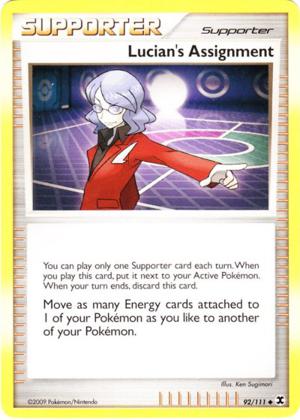 SUPPORTER
Supporter
Lucian's Assignment
You can play only one Supporter card each turn. When
you play this card, put it next to your Active Pokémon.
When your turn ends, discard this card.
Move as many Energy cards attached to
1 of your Pokémon as you like to another
of your Pokémon.
Illus. Ken Sugimori
©2009 Pokémon/Nintendo
92/111